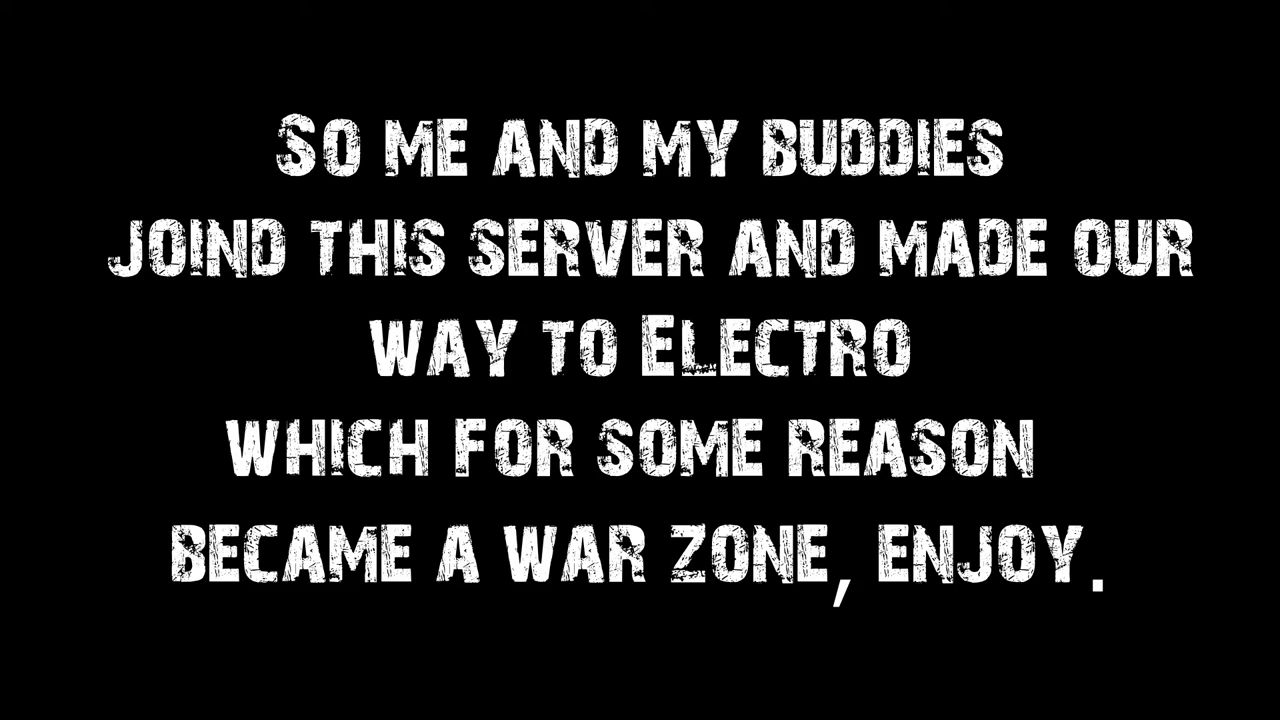 So me and my buddies
joind this server and made our
way to Electro
which for some reason
became a war zone, enjoy.